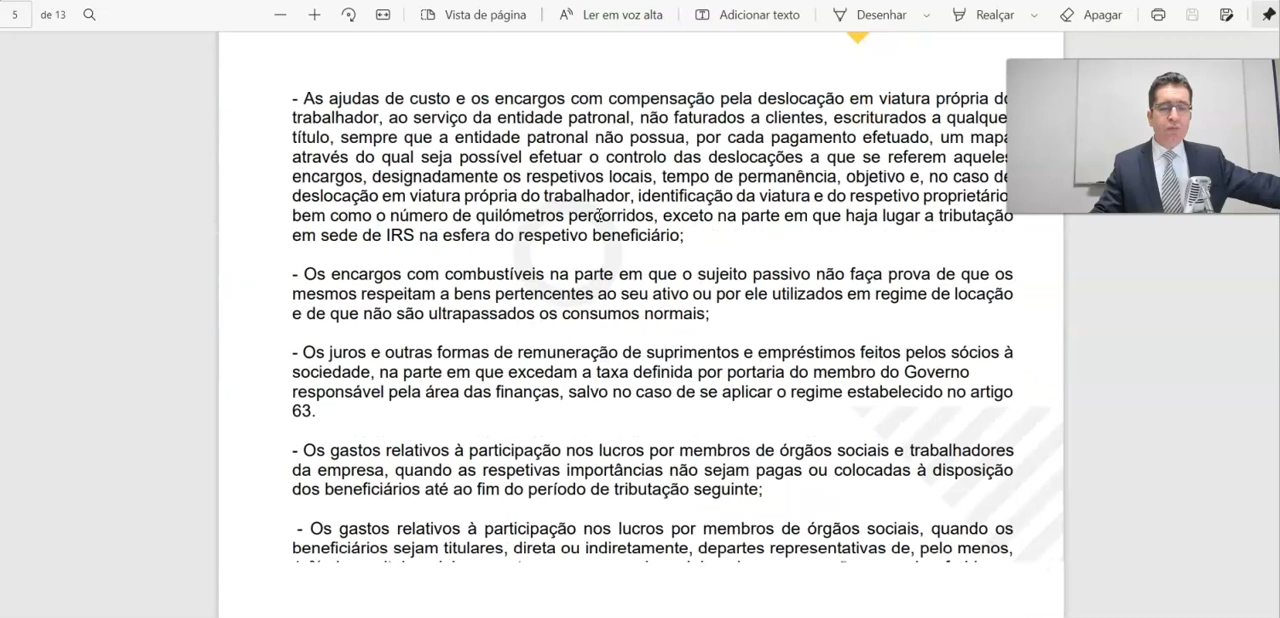 5 de 13 Vista de página Ler em voz alta Adicionar texto Desenhar Realçar Apagar
- As ajudas de custo e os encargos com compensação pela deslocação em viatura própria do
trabalhador, ao serviço da entidade patronal, não faturados a clientes, escriturados a qualquer
título, sempre que a entidade patronal não possua, por cada pagamento efetuado, um mapa
através do qual seja possível efetuar o controlo das deslocações a que se referem aqueles
encargos, designadamente os respetivos locais, tempo de permanência, objetivo e, no caso de
deslocação em viatura própria do trabalhador, identificação da viatura e do respetivo proprietário
bem como o número de quilómetros percorridos, exceto na parte em que haja lugar a tributação
em sede de IRS na esfera do respetivo beneficiário;
- Os encargos com combustíveis na parte em que o sujeito passivo não faça prova de que os
mesmos respeitam a bens pertencentes ao seu ativo ou por ele utilizados em regime de locação
e de que não são ultrapassados os consumos normais;
- Os juros e outras formas de remuneração de suprimentos e empréstimos feitos pelos sócios à
sociedade, na parte em que excedam a taxa definida por portaria do membro do Governo
responsável pela área das finanças, salvo no caso de se aplicar o regime estabelecido no artigo
63.
- Os gastos relativos à participação nos lucros por membros de órgãos sociais e trabalhadores
da empresa, quando as respetivas importâncias não sejam pagas ou colocadas à disposição
dos beneficiários até ao fim do período de tributação seguinte;
- Os gastos relativos à participação nos lucros por membros de órgãos sociais, quando os
beneficiários sejam titulares, direta ou indiretamente, departes representativas de, pelo menos,